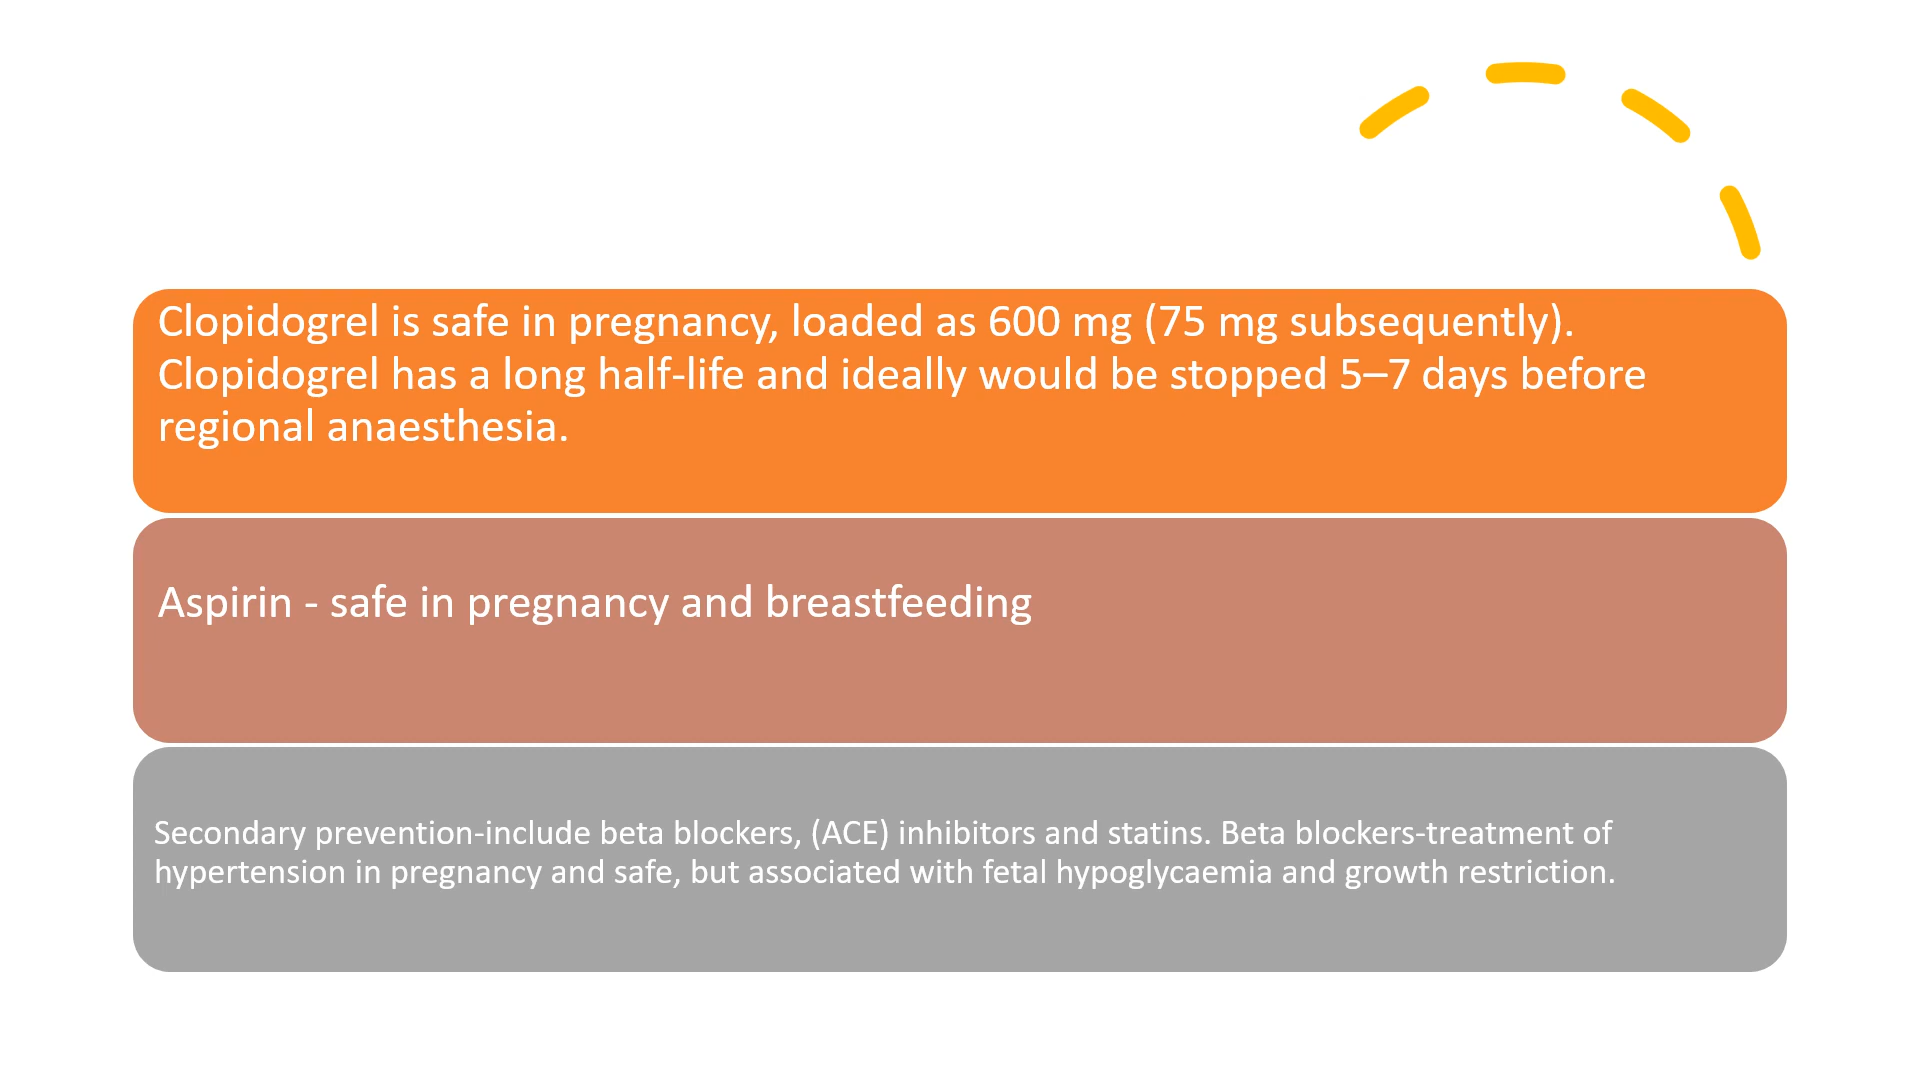 Clopidogrel is safe in pregnancy, loaded as 600 mg (75 mg subsequently).
Clopidogrel has a long half-life and ideally would be stopped 5–7 days before
regional anaesthesia.
Aspirin - safe in pregnancy and breastfeeding
Secondary prevention-include beta blockers, (ACE) inhibitors and statins. Beta blockers-treatment of
hypertension in pregnancy and safe, but associated with fetal hypoglycaemia and growth restriction.